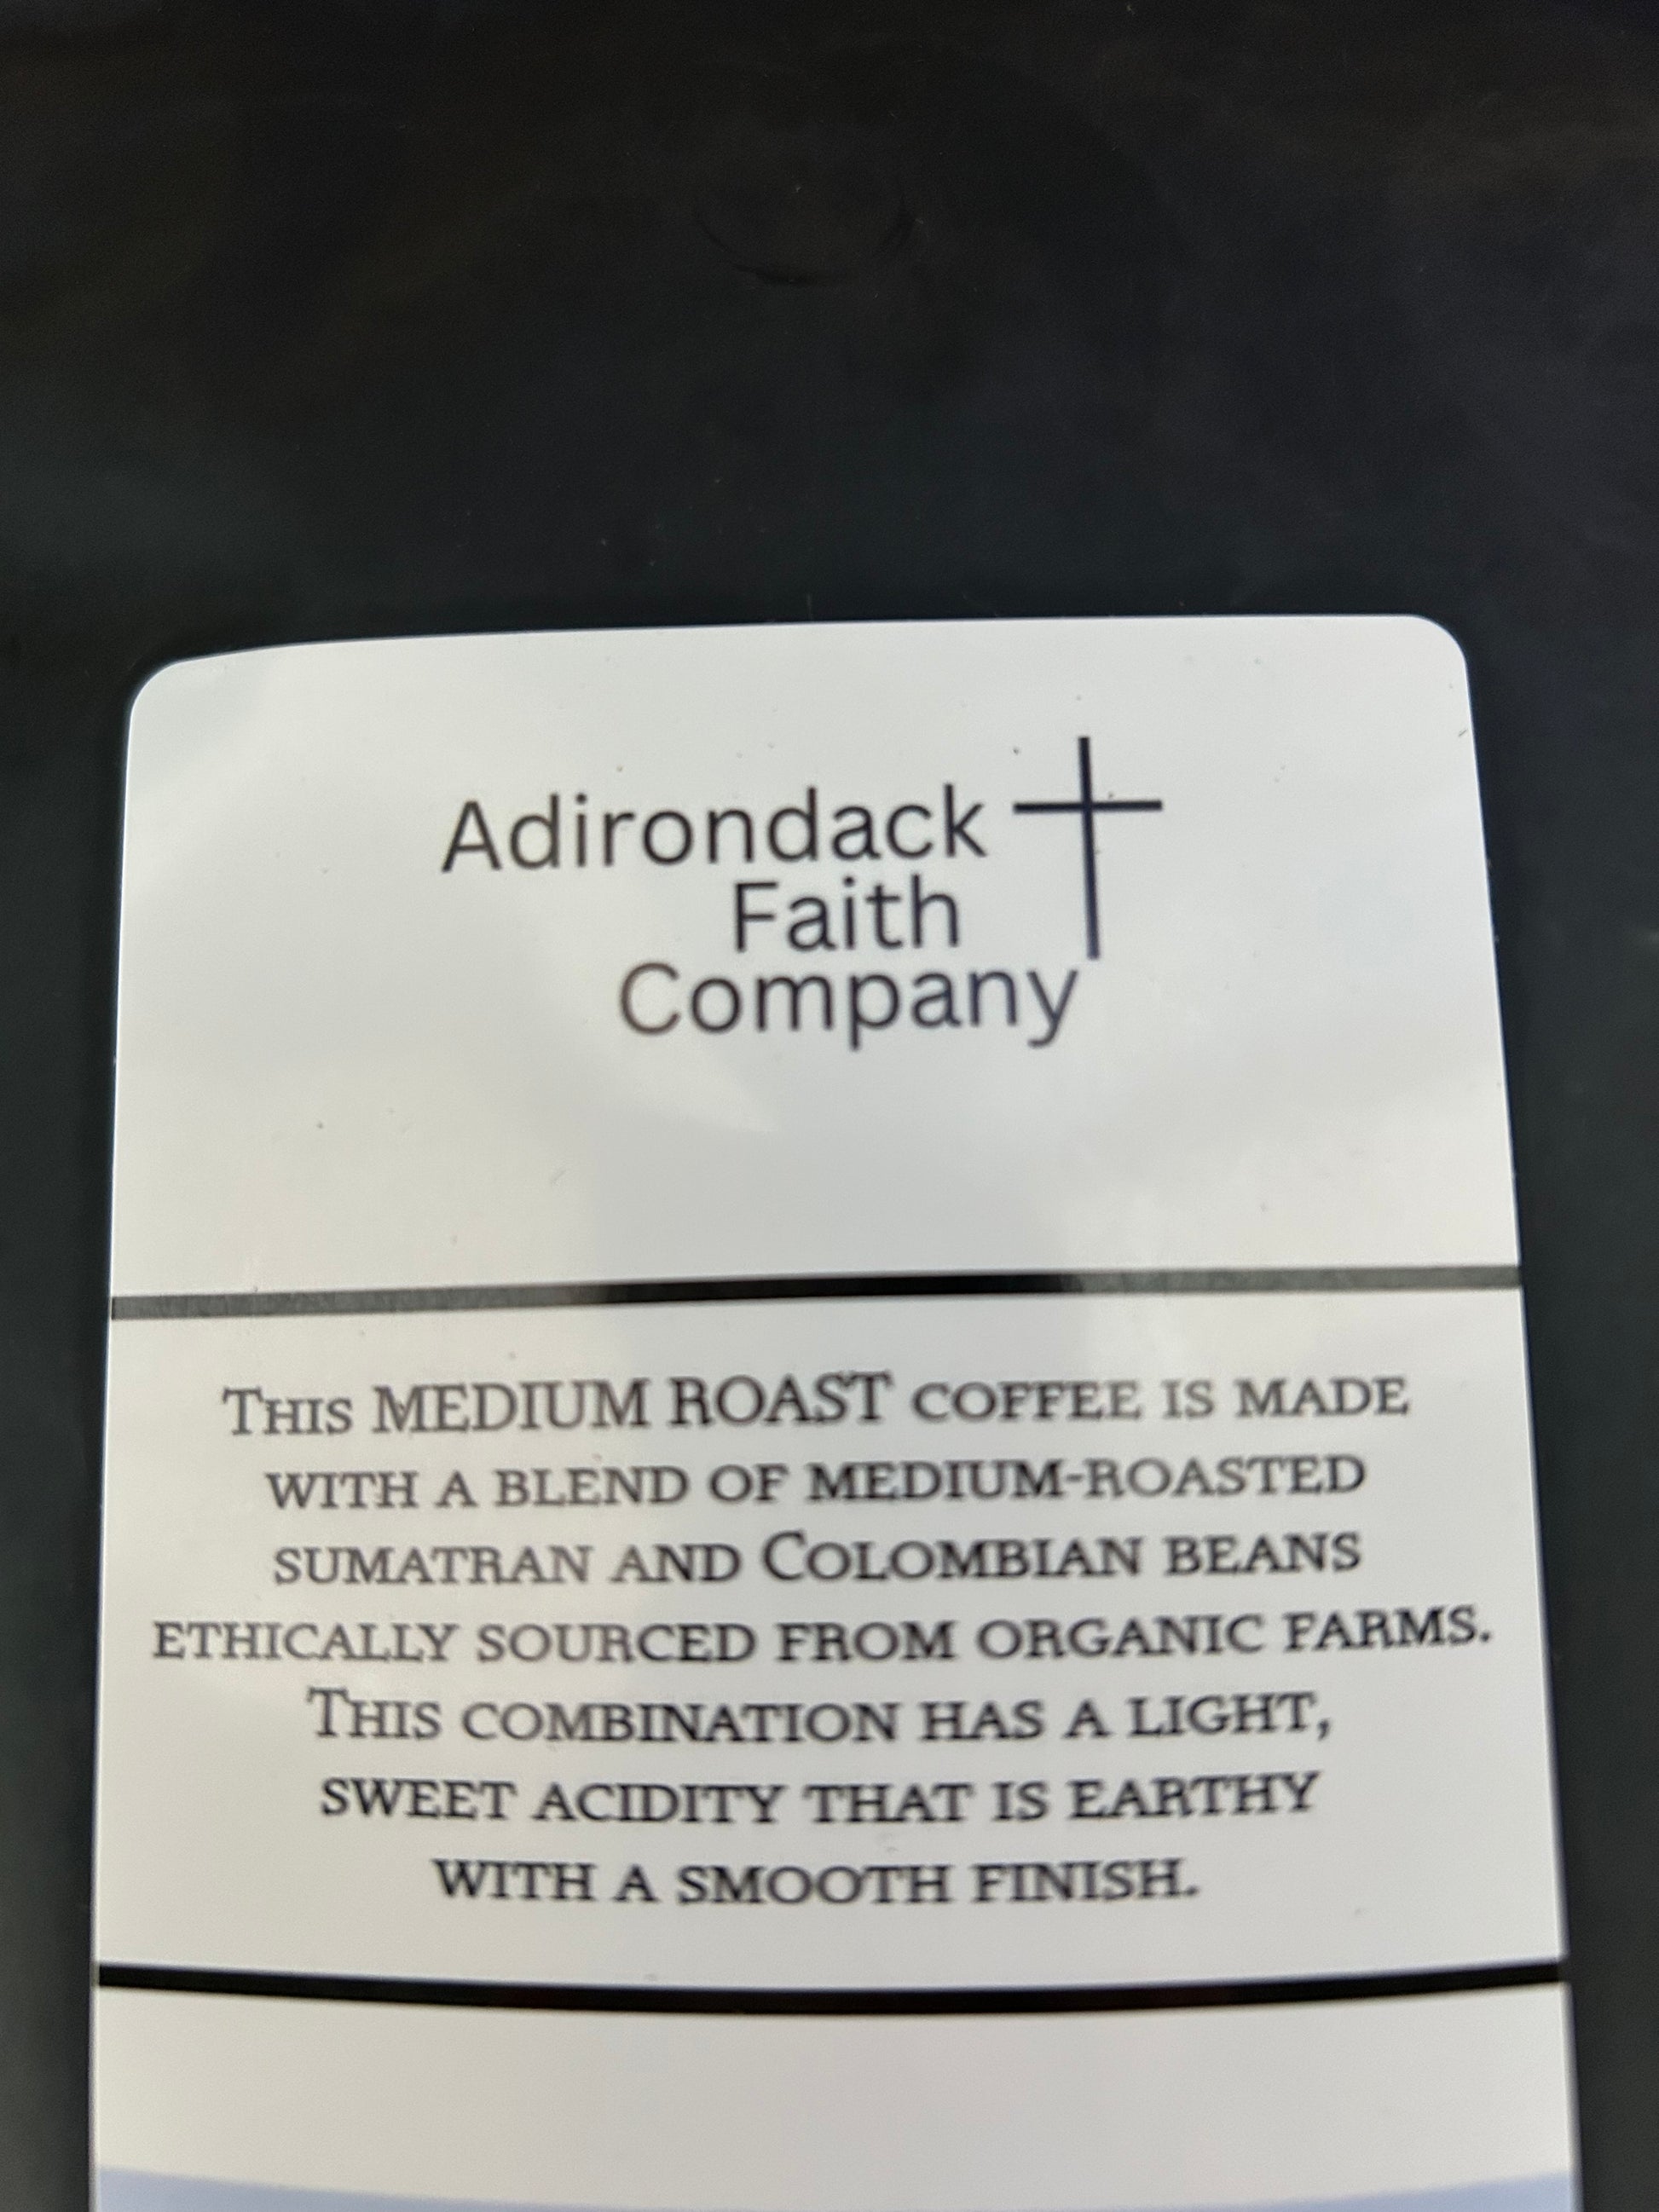 Adirondack
Faith
Company
THIS MEDIUM ROAST COFFEE IS MADE
WITH A BLEND OF MEDIUM-ROASTED
SUMATRAN AND COLOMBIAN BEANS
ETHICALLY SOURCED FROM ORGANIC FARMS.
THIS COMBINATION HAS A LIGHT,
SWEET ACIDITY THAT IS EARTHY
WITH A SMOOTH FINISH.